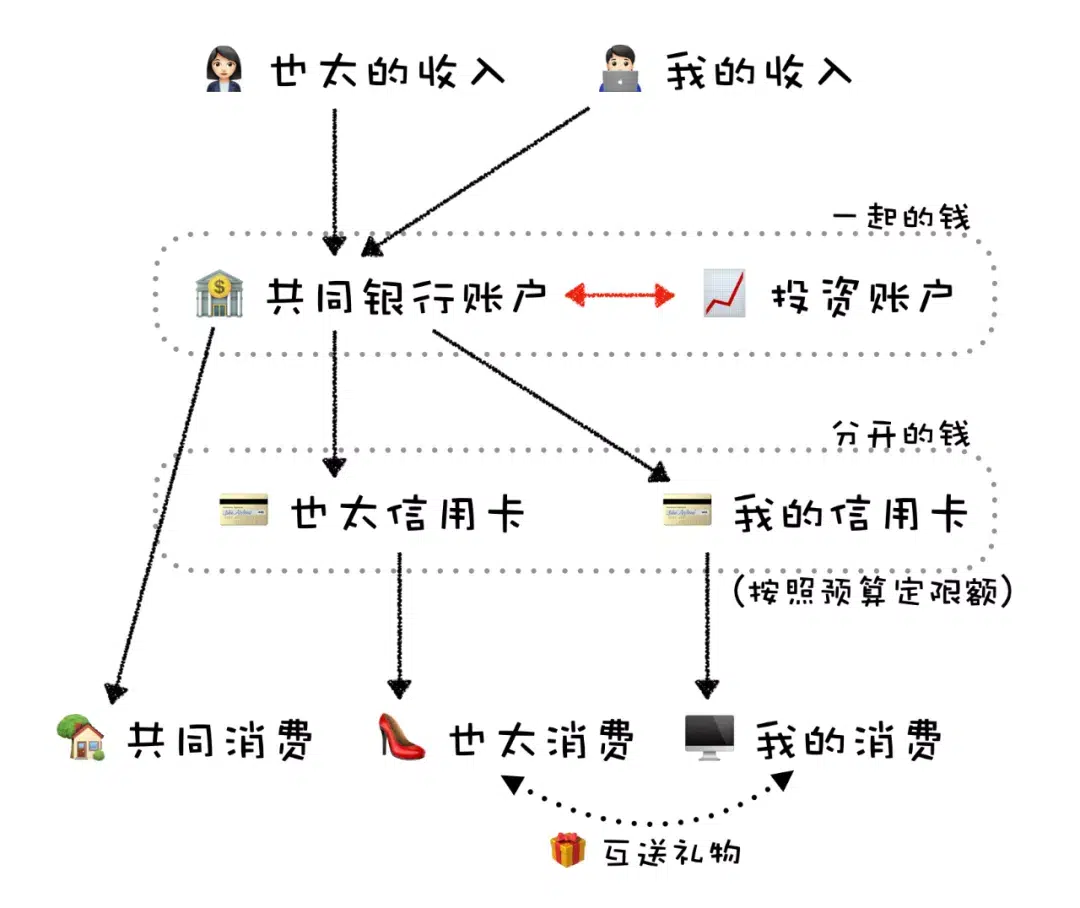 也太的收入
我的收入
一起的钱
共同银行账户
投资账户
分开的钱
也太信用卡
我的信用卡
(按照预算定限额)
共同消费
也太消费
我的消费
互送礼物